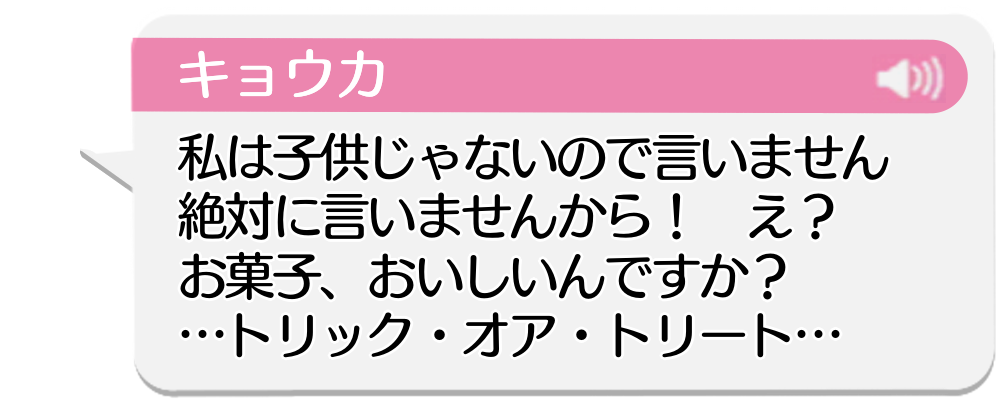 キョウカ
私は子供じゃないので言いません
絶対に言いませんから！　え？
お菓子、おいしいんですか？
…トリック・オア・トリート…